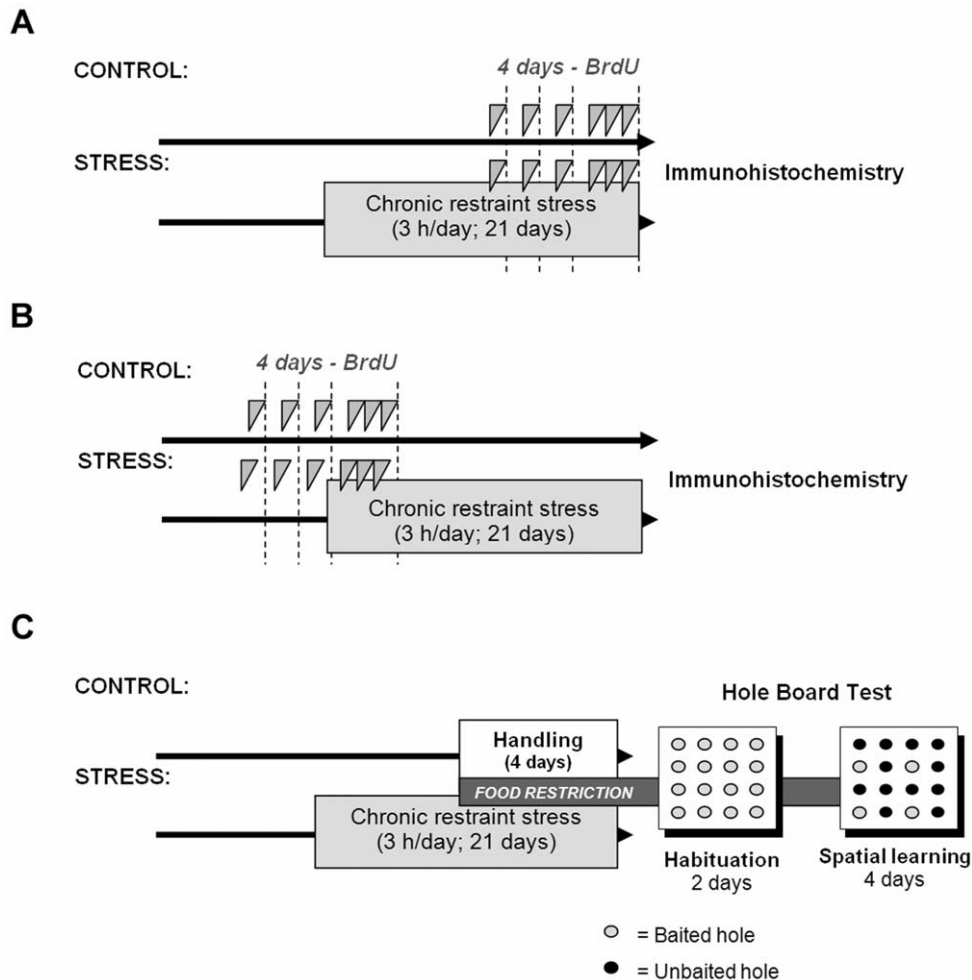 A
CONTROL:
4 days - BrdU
STRESS:
Immunohistochemistry
Chronic restraint stress
(3 h/day; 21 days)
B
4 days - BrdU
CONTROL:
STRESS:
Immunohistochemistry
Chronic restraint stress
(3 h/day; 21 days)
C
CONTROL:
Hole Board Test
Handling
(4 days)
STRESS:
FOOD RESTRICTION
Chronic restraint stress
(3 h/day; 21 days)
Habituation
2 days
Spatial learning
4 days
= Baited hole
= Unbaited hole